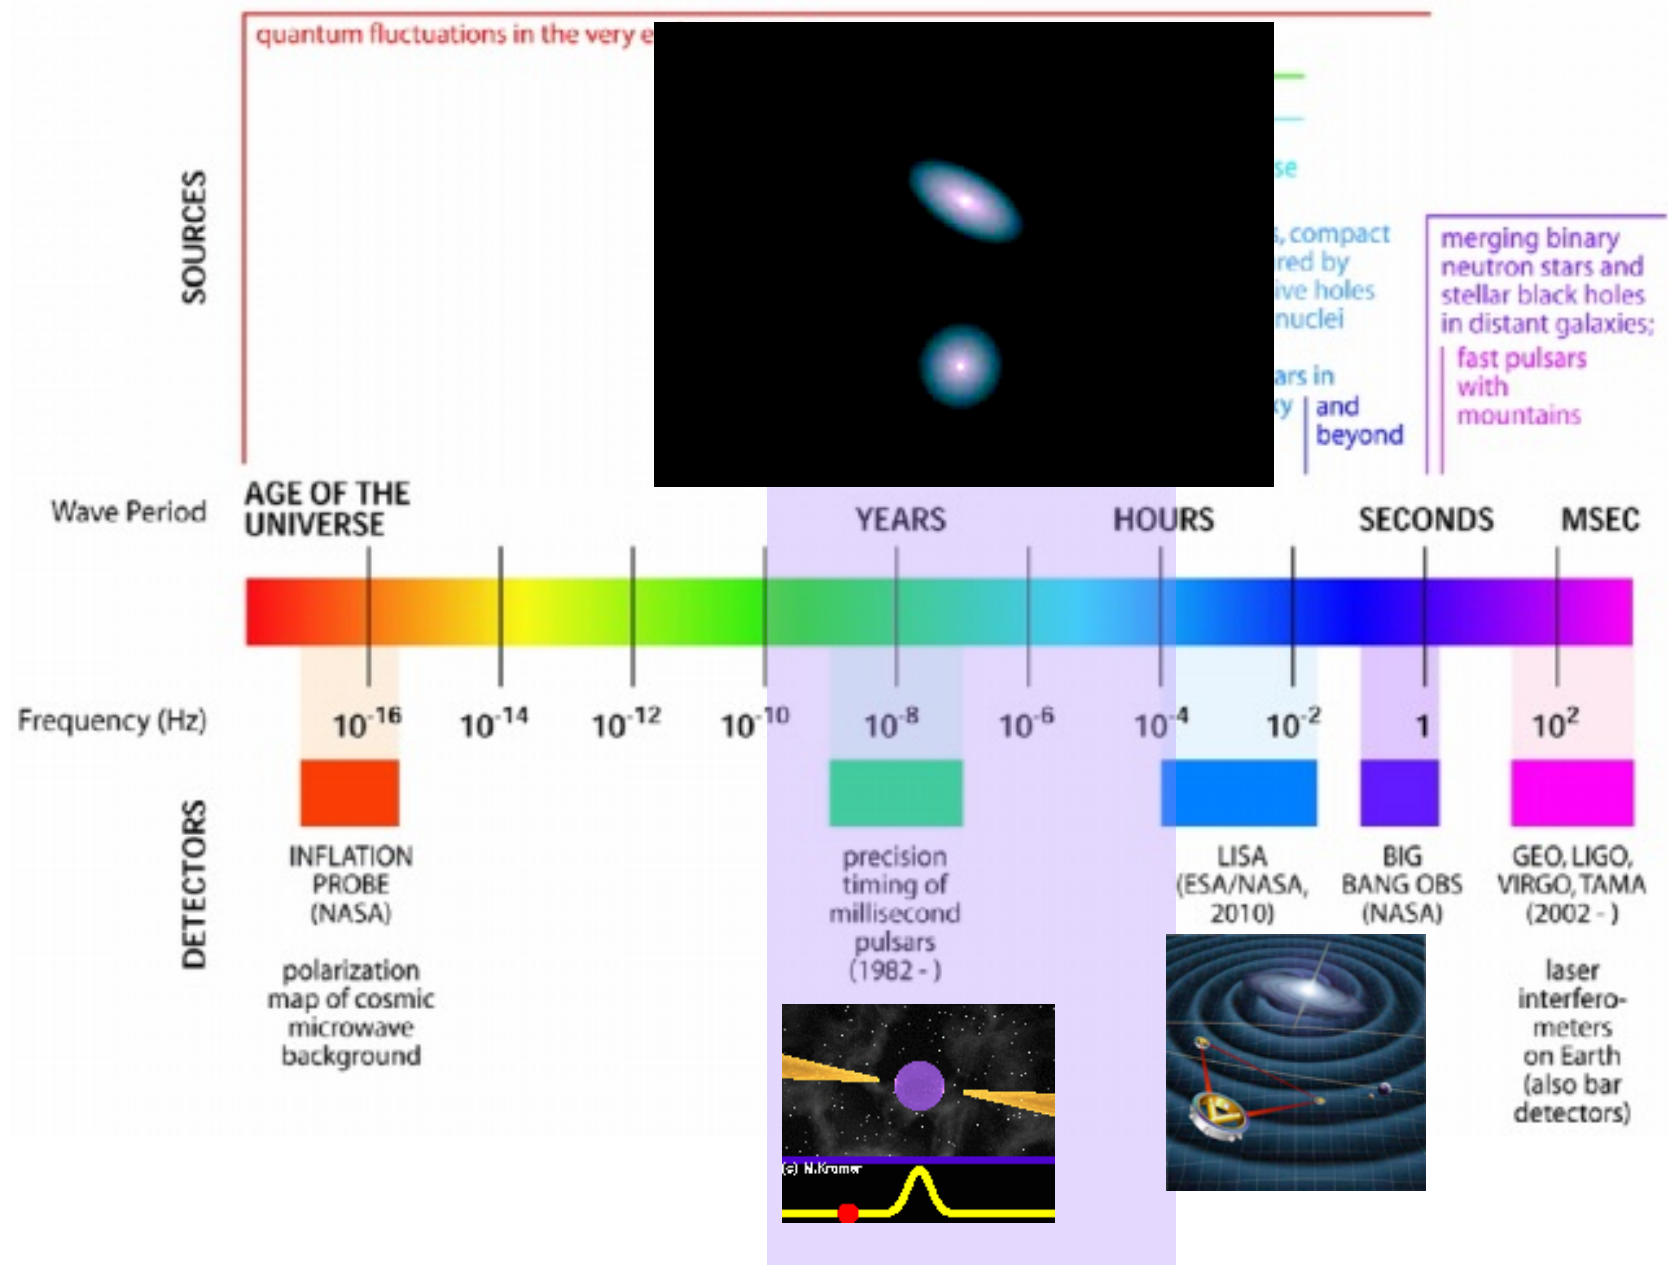 quantum fluctuations in the very e
se
s, compact
ured by
ive holes
nuclei
ars in
xy
and
beyond
merging binary
neutron stars and
stellar black holes
in distant galaxies;
fast pulsars
with
mountains
SOURCES
Wave Period
AGE OF THE
UNIVERSE
YEARS
HOURS
SECONDS
MSEC
Frequency (Hz)
10⁻¹⁶ 10⁻¹⁴ 10⁻¹² 10⁻¹⁰ 10⁻⁸ 10⁻⁶ 10⁻⁴ 10⁻² 1 10²
DETECTORS
INFLATION
PROBE
(NASA)
polarization
map of cosmic
microwave
background
precision
timing of
millisecond
pulsars
(1982 - )
LISA
(ESA/NASA,
2010)
BIG
BANG OBS
(NASA)
GEO, LIGO,
VIRGO, TAMA
(2002 - )
laser
interfero-
meters
on Earth
(also bar
detectors)
(c) M.Kramer